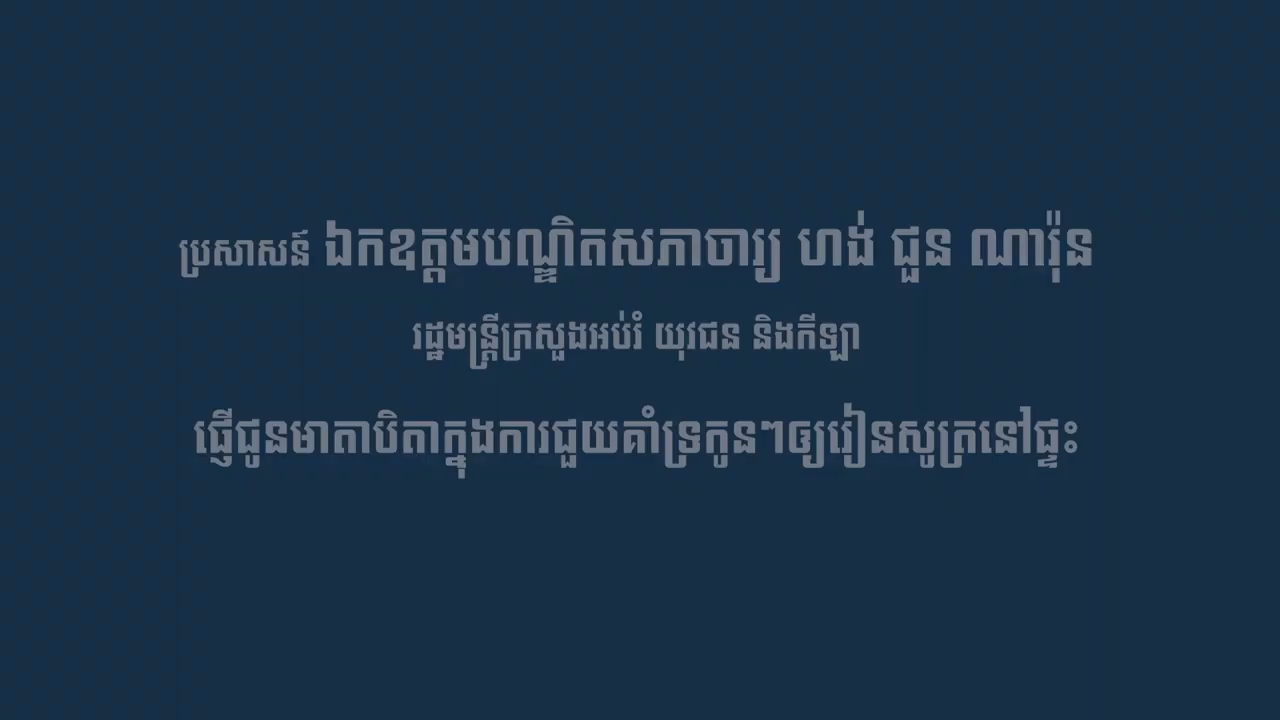 ប្រសាសន៍ ឯកឧត្តមបណ្ឌិតសភាចារ្យ ហង់ ជួន ណារ៉ុន
រដ្ឋមន្ត្រីក្រសួងអប់រំ យុវជន និងកីឡា
ផ្ញើជូនមាតាបិតាក្នុងការជួយគាំទ្រកូនៗឲ្យរៀនសូត្រនៅផ្ទះ